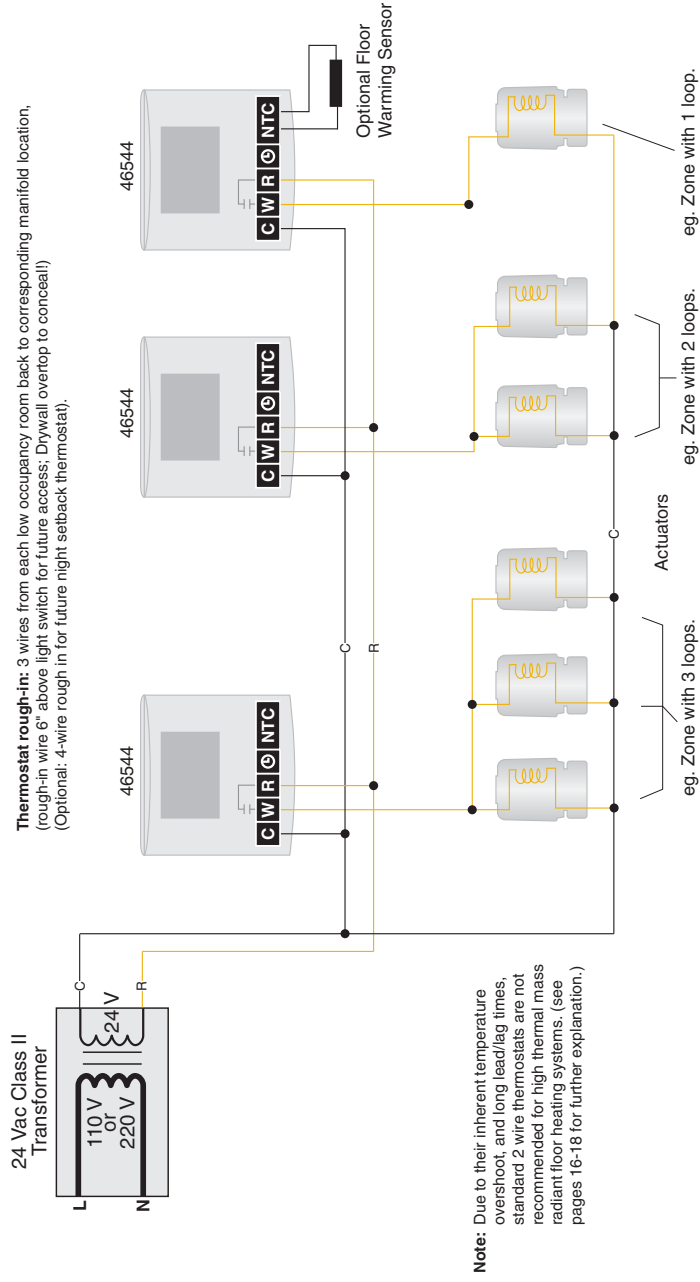 24 Vac Class II
Transformer
L
N
110 V
or
220 V
24 V
C
R
Thermostat rough-in: 3 wires from each low occupancy room back to corresponding manifold location,
(rough-in wire 6" above light switch for future access; Drywall overtop to conceal!)
(Optional: 4-wire rough in for future night setback thermostat).
46544
C W R NTC
46544
C W R NTC
46544
C W R NTC
Optional Floor
Warming Sensor
C
R
C
Actuators
eg. Zone with 3 loops.
eg. Zone with 2 loops.
eg. Zone with 1 loop.
Note: Due to their inherent temperature
overshoot, and long lead/lag times,
standard 2 wire thermostats are not
recommended for high thermal mass
radiant floor heating systems. (see
pages 16-18 for further explanation.)